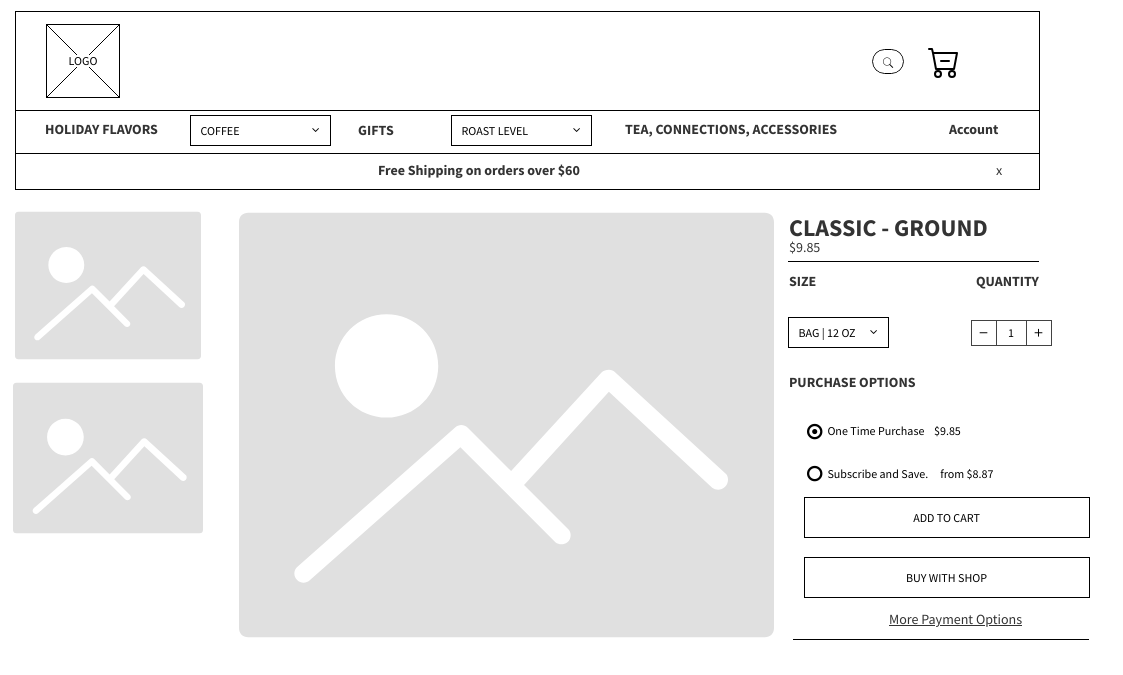 LOGO
HOLIDAY FLAVORS COFFEE GIFTS ROAST LEVEL TEA, CONNECTIONS, ACCESSORIES Account
Free Shipping on orders over $60 x
CLASSIC - GROUND
$9.85
SIZE QUANTITY
BAG | 12 OZ − 1 +
PURCHASE OPTIONS
One Time Purchase $9.85
Subscribe and Save. from $8.87
ADD TO CART
BUY WITH SHOP
More Payment Options